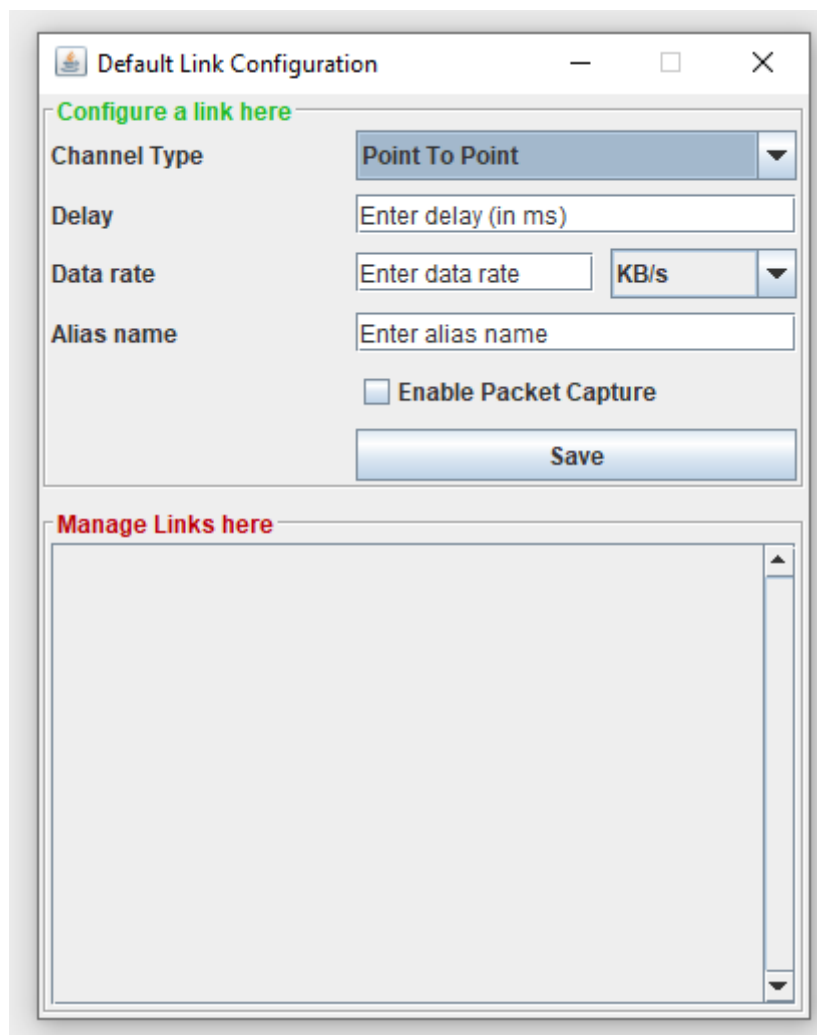 Default Link Configuration
Configure a link here
Channel Type Point To Point
Delay Enter delay (in ms)
Data rate Enter data rate KB/s
Alias name Enter alias name
Enable Packet Capture
Save
Manage Links here